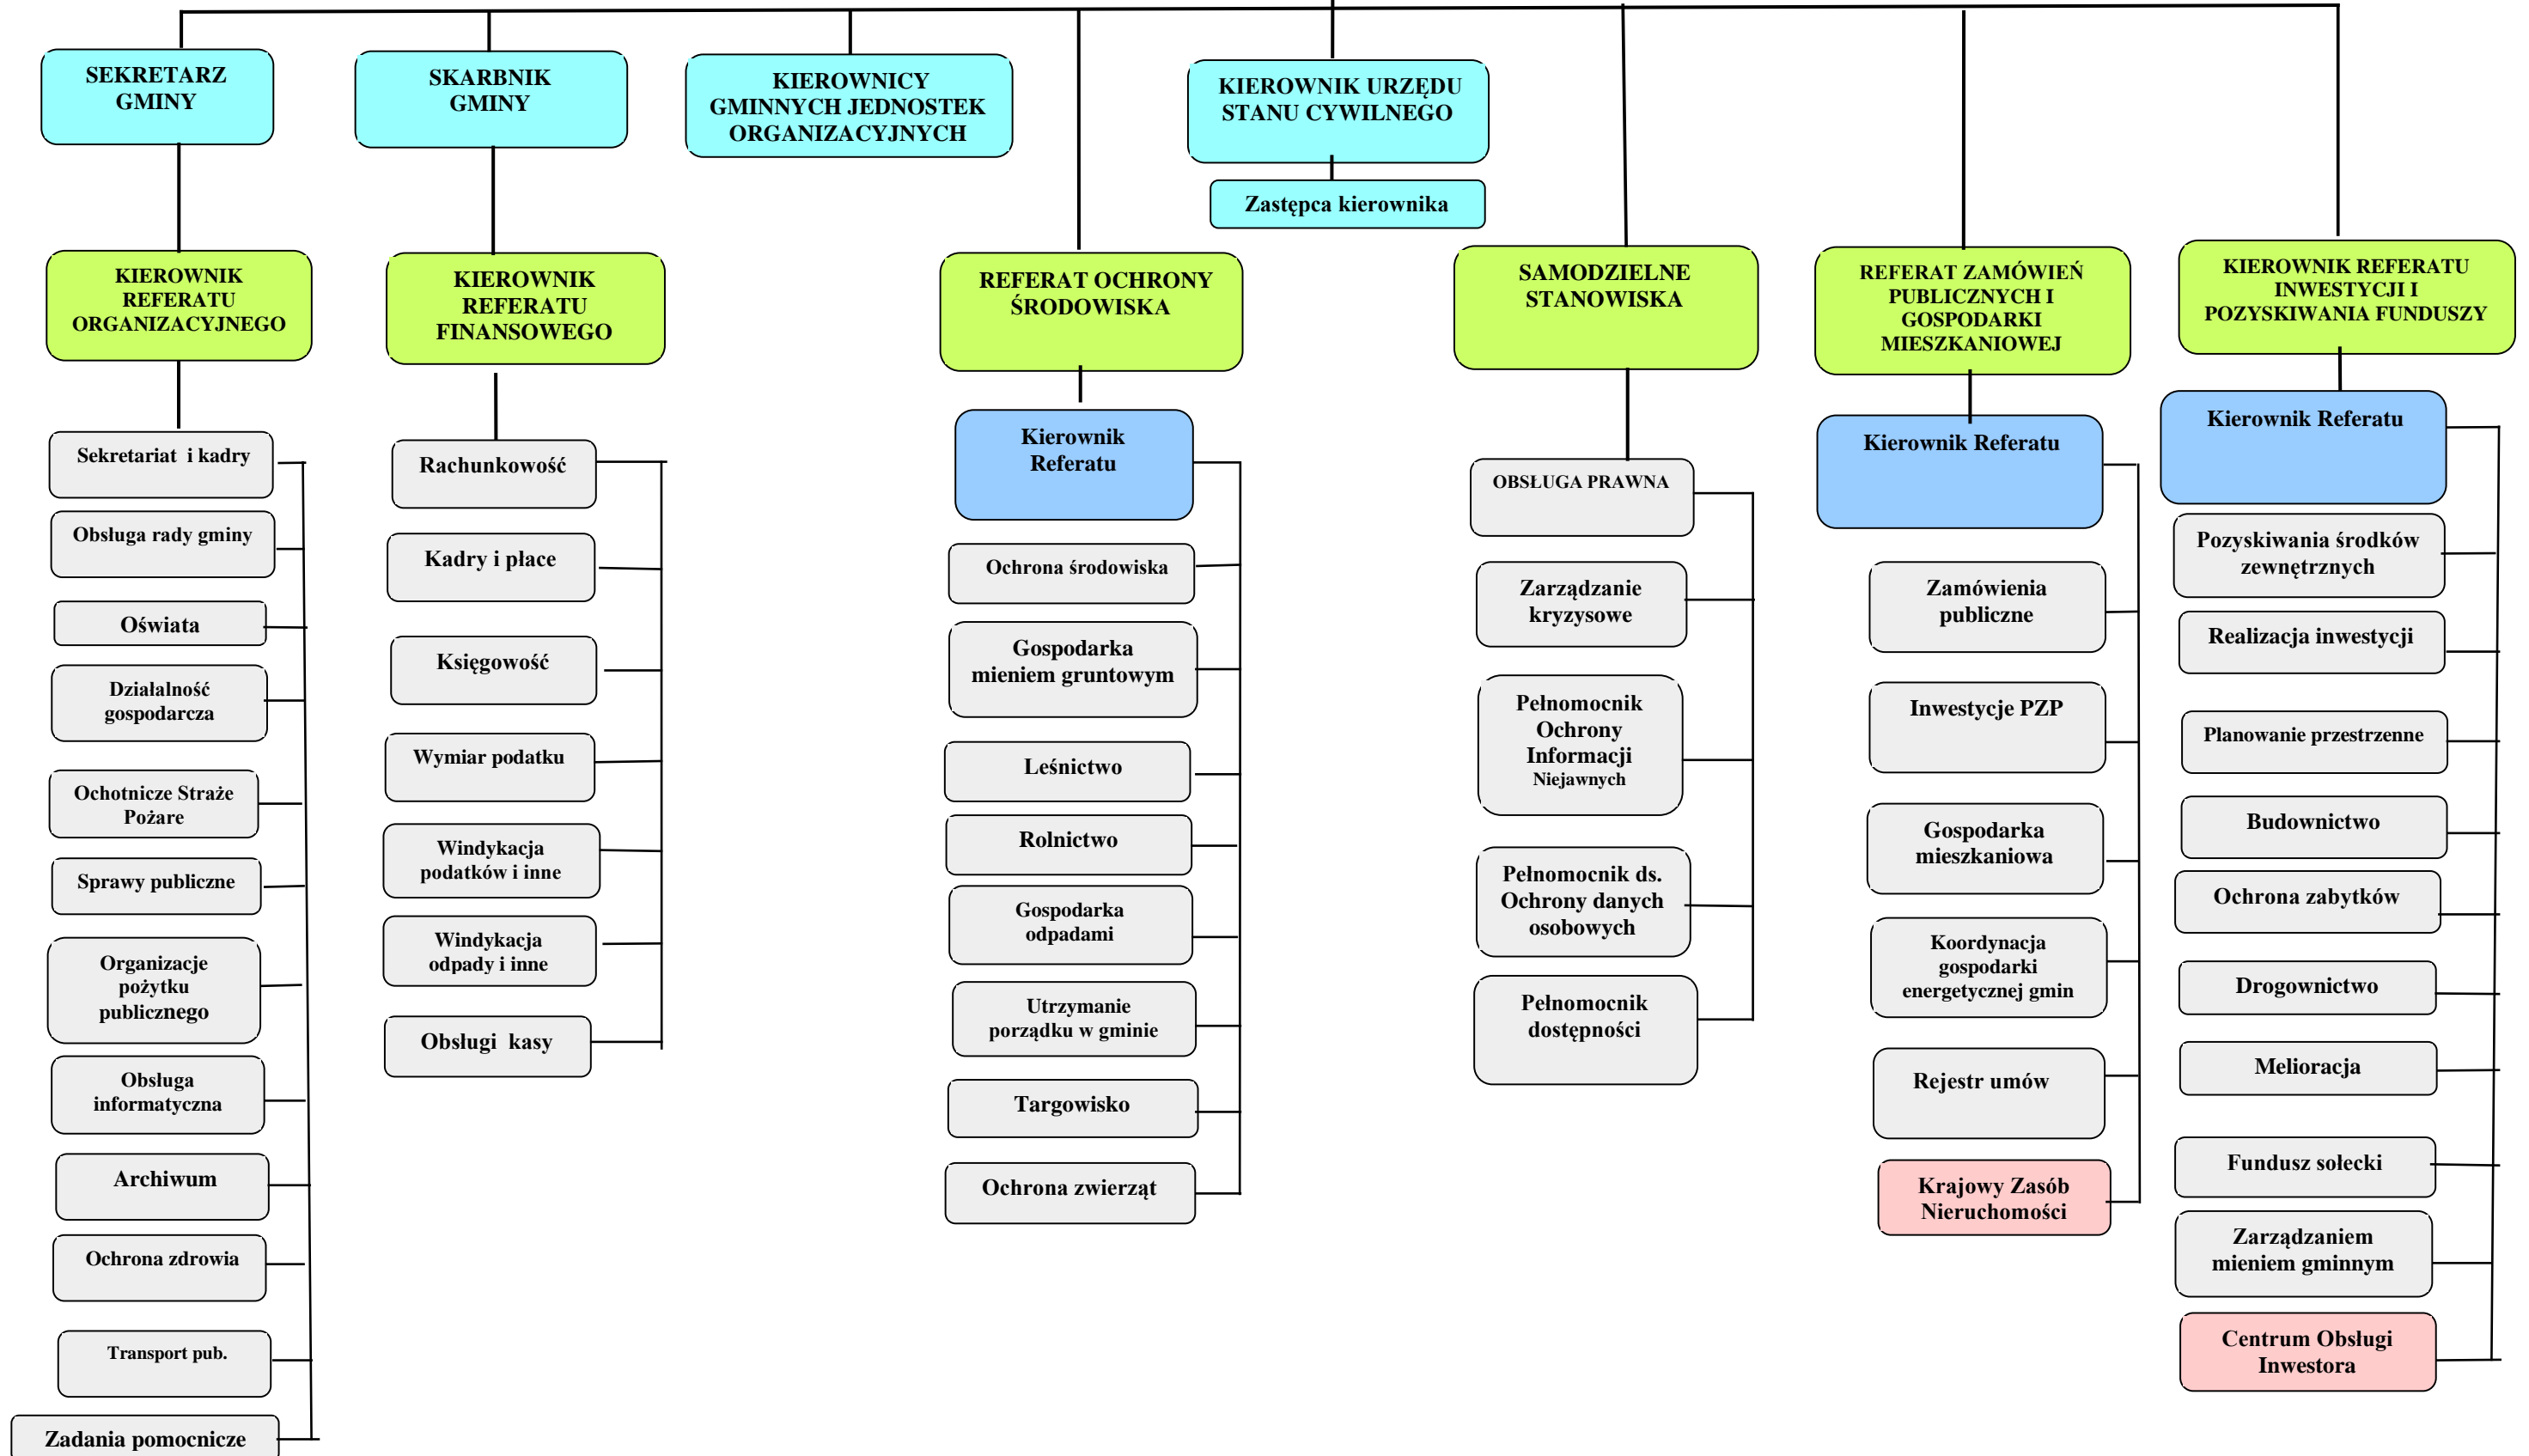 SEKRETARZ
GMINY
SKARBNIK
GMINY
KIEROWNICY
GMINNYCH JEDNOSTEK
ORGANIZACYJNYCH
KIEROWNIK URZĘDU
STANU CYWILNEGO
Zastępca kierownika
KIEROWNIK
REFERATU
ORGANIZACYJNEGO
Sekretariat i kadry
Obsługa rady gminy
Oświata
Działalność
gospodarcza
Ochotnicze Straże
Pożare
Sprawy publiczne
Organizacje
pożytku
publicznego
Obsługa
informatyczna
Archiwum
Ochrona zdrowia
Transport pub.
Zadania pomocnicze
KIEROWNIK
REFERATU
FINANSOWEGO
Rachunkowość
Kadry i płace
Księgowość
Wymiar podatku
Windykacja
podatków i inne
Windykacja
odpady i inne
Obsługi kasy
REFERAT OCHRONY
ŚRODOWISKA
Kierownik
Referatu
Ochrona środowiska
Gospodarka
mieniem gruntowym
Leśnictwo
Rolnictwo
Gospodarka
odpadami
Utrzymanie
porządku w gminie
Targowisko
Ochrona zwierząt
SAMODZIELNE
STANOWISKA
OBSŁUGA PRAWNA
Zarządzanie
kryzysowe
Pełnomocnik
Ochrony
Informacji
Niejawnych
Pełnomocnik ds.
Ochrony danych
osobowych
Pełnomocnik
dostępności
REFERAT ZAMÓWIEŃ
PUBLICZNYCH I
GOSPODARKI
MIESZKANIOWEJ
Kierownik Referatu
Zamówienia
publiczne
Inwestycje PZP
Gospodarka
mieszkaniowa
Koordynacja
gospodarki
energetycznej gmin
Rejestr umów
Krajowy Zasób
Nieruchomości
KIEROWNIK REFERATU
INWESTYCJI I
POZYSKIWANIA FUNDUSZY
Kierownik Referatu
Pozyskiwania środków
zewnętrznych
Realizacja inwestycji
Planowanie przestrzenne
Budownictwo
Ochrona zabytków
Drogownictwo
Melioracja
Fundusz sołecki
Zarządzaniem
mieniem gminnym
Centrum Obsługi
Inwestora